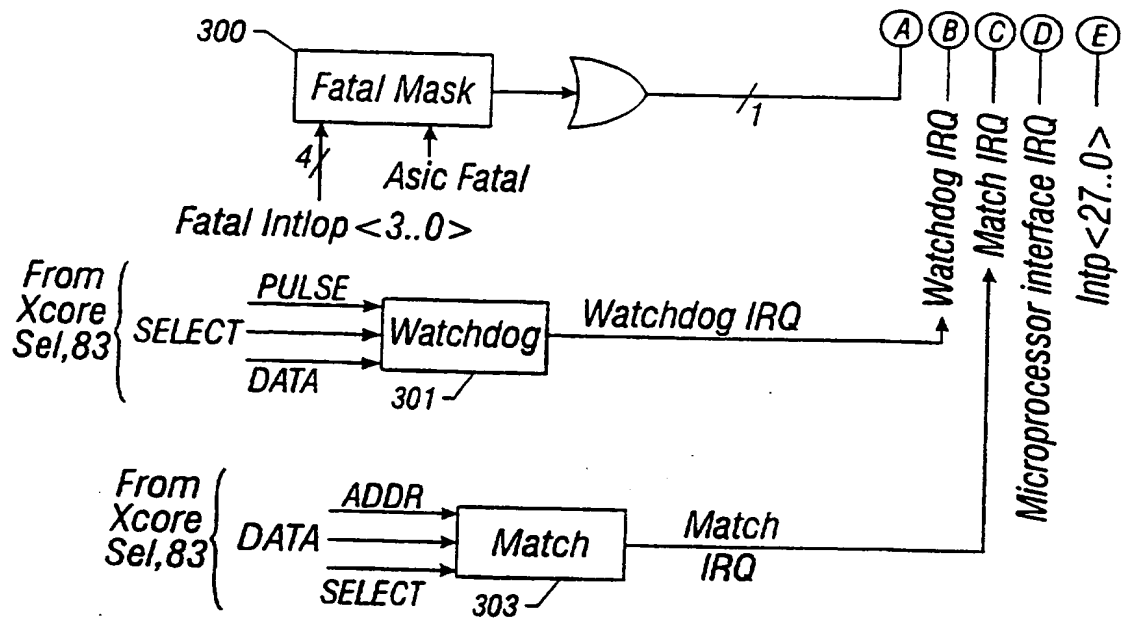 300
A B C D E
Fatal Mask
1
4
Asic Fatal
Fatal Intlop <3..0>
Watchdog IRQ
Match IRQ
Microprocessor interface IRQ
Intp<27..0>
From
Xcore
Sel,83
PULSE
SELECT
DATA
Watchdog
301
Watchdog IRQ
From
Xcore
Sel,83
ADDR
DATA
SELECT
Match
303
Match
IRQ